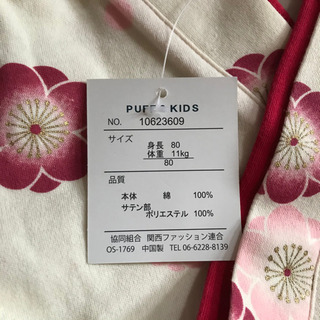 PUFFE KIDS
NO. 10623609
サイズ
身長 80
体重 11kg
80
品質
本体 綿 100%
サテン部
ポリエステル 100%
協同組合 関西ファッション連合
OS-1769 中国製 TEL 06-6228-8139